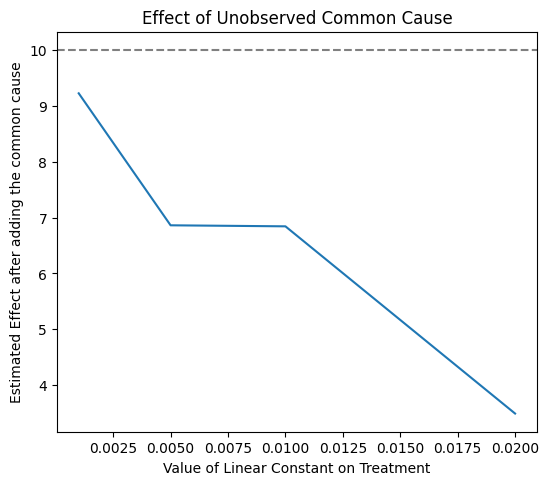 Effect of Unobserved Common Cause
10
9
8
7
6
5
4
Estimated Effect after adding the common cause
0.0025 0.0050 0.0075 0.0100 0.0125 0.0150 0.0175 0.0200
Value of Linear Constant on Treatment